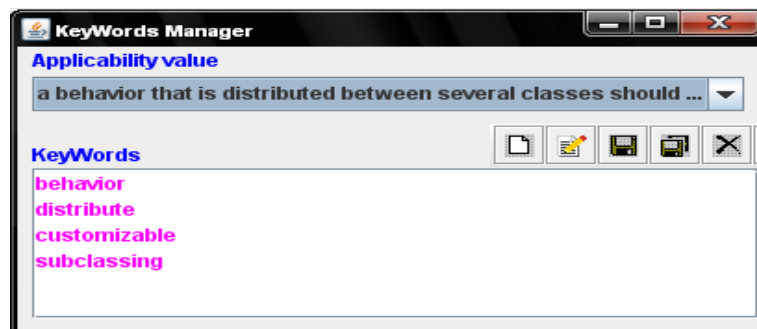 KeyWords Manager
Applicability value
a behavior that is distributed between several classes should ...
KeyWords
behavior
distribute
customizable
subclassing